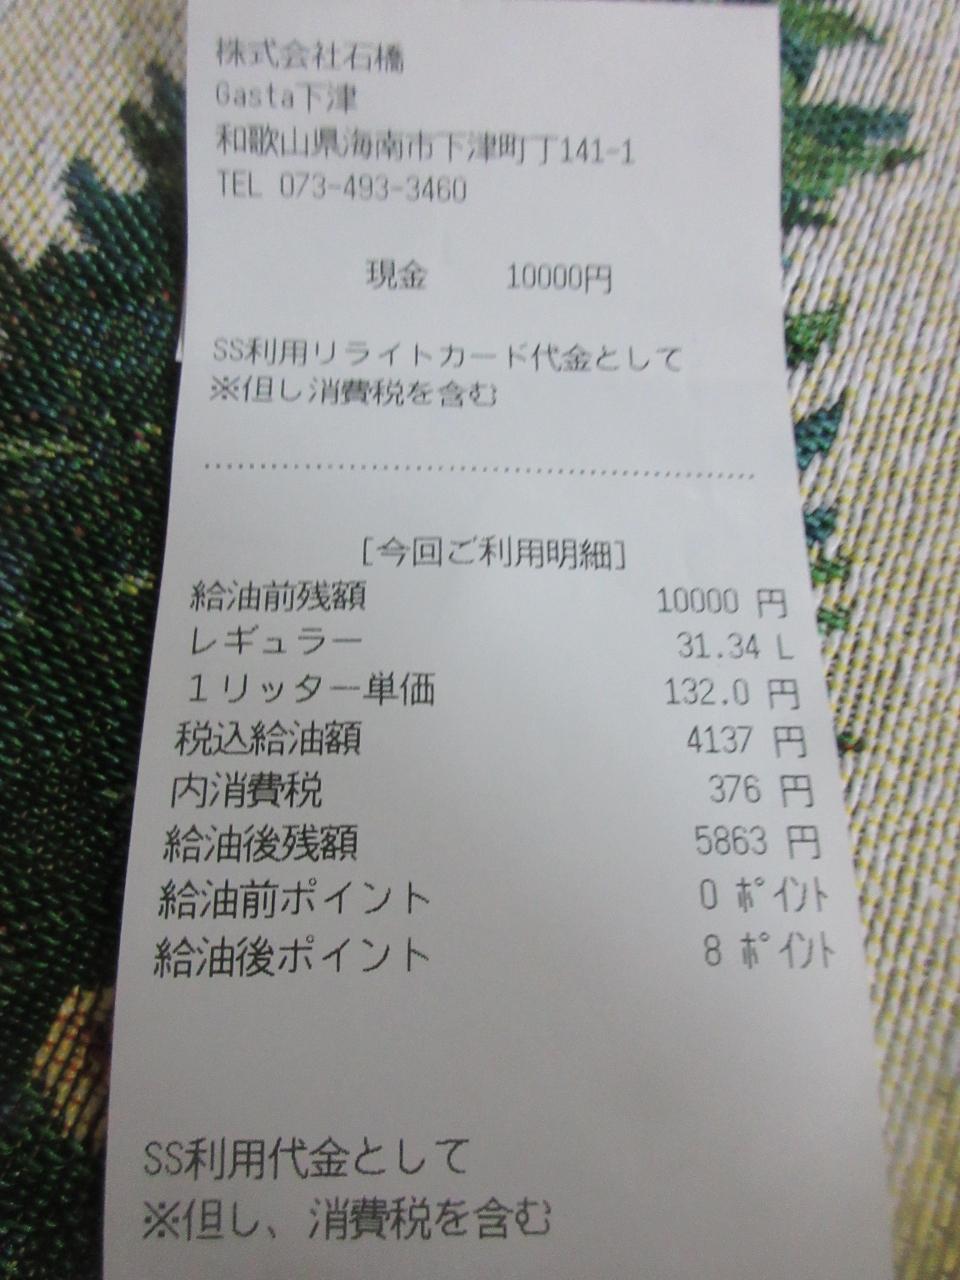 株式会社石橋
Gasta下津
和歌山県海南市下津町丁141-1
TEL 073-493-3460
現金 10000円
SS利用リライトカード代金として
※但し消費税を含む
[今回ご利用明細]
給油前残額 10000 円
レギュラー 31.34 L
1リッター単価 132.0 円
税込給油額 4137 円
内消費税 376 円
給油後残額 5863 円
給油前ポイント 0 ﾎﾟｲﾝﾄ
給油後ポイント 8 ﾎﾟｲﾝﾄ
SS利用代金として
※但し、消費税を含む